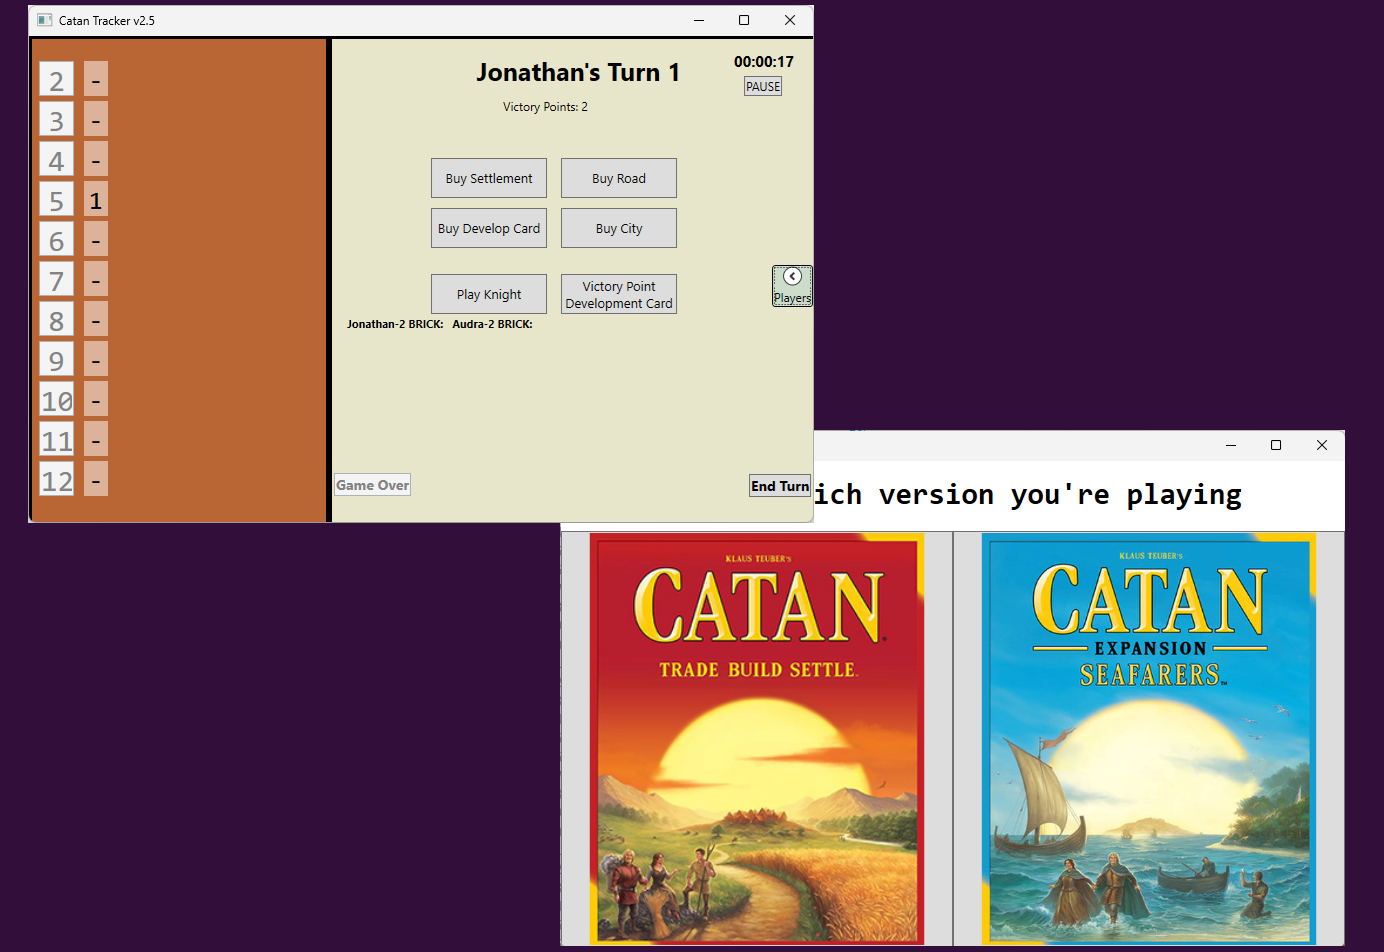 Catan Tracker v2.5
2 -
3 -
4 -
5 1
6 -
7 -
8 -
9 -
10 -
11 -
12 -
Jonathan's Turn 1
00:00:17
PAUSE
Victory Points: 2
Buy Settlement
Buy Road
Buy Develop Card
Buy City
Play Knight
Victory Point
Development Card
Players
Jonathan-2 BRICK: Audra-2 BRICK:
Game Over
End Turn
ich version you're playing
KLAUS TEUBER'S
CATAN
TRADE BUILD SETTLE
KLAUS TEUBER'S
CATAN
EXPANSION
SEAFARERS™